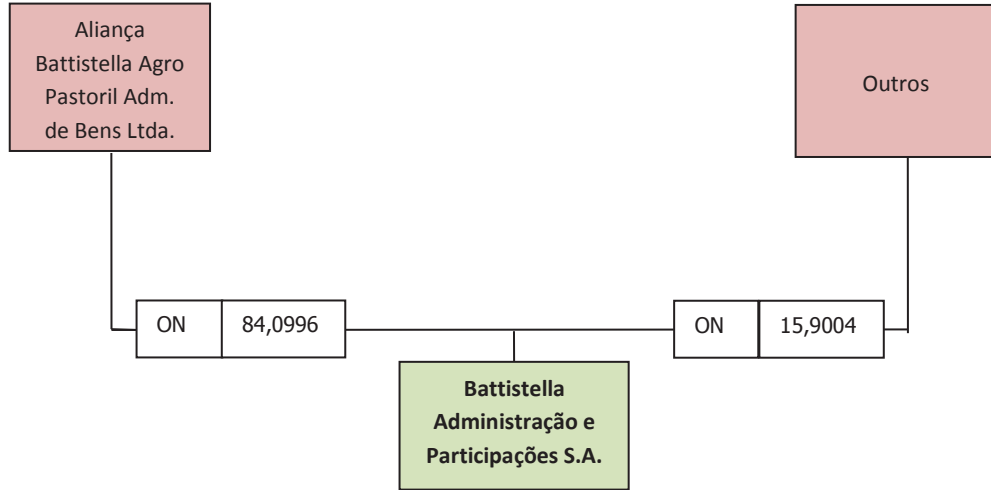 Aliança
Battistella Agro
Pastoril Adm.
de Bens Ltda.
Outros
ON
84,0996
ON
15,9004
Battistella
Administração e
Participações S.A.